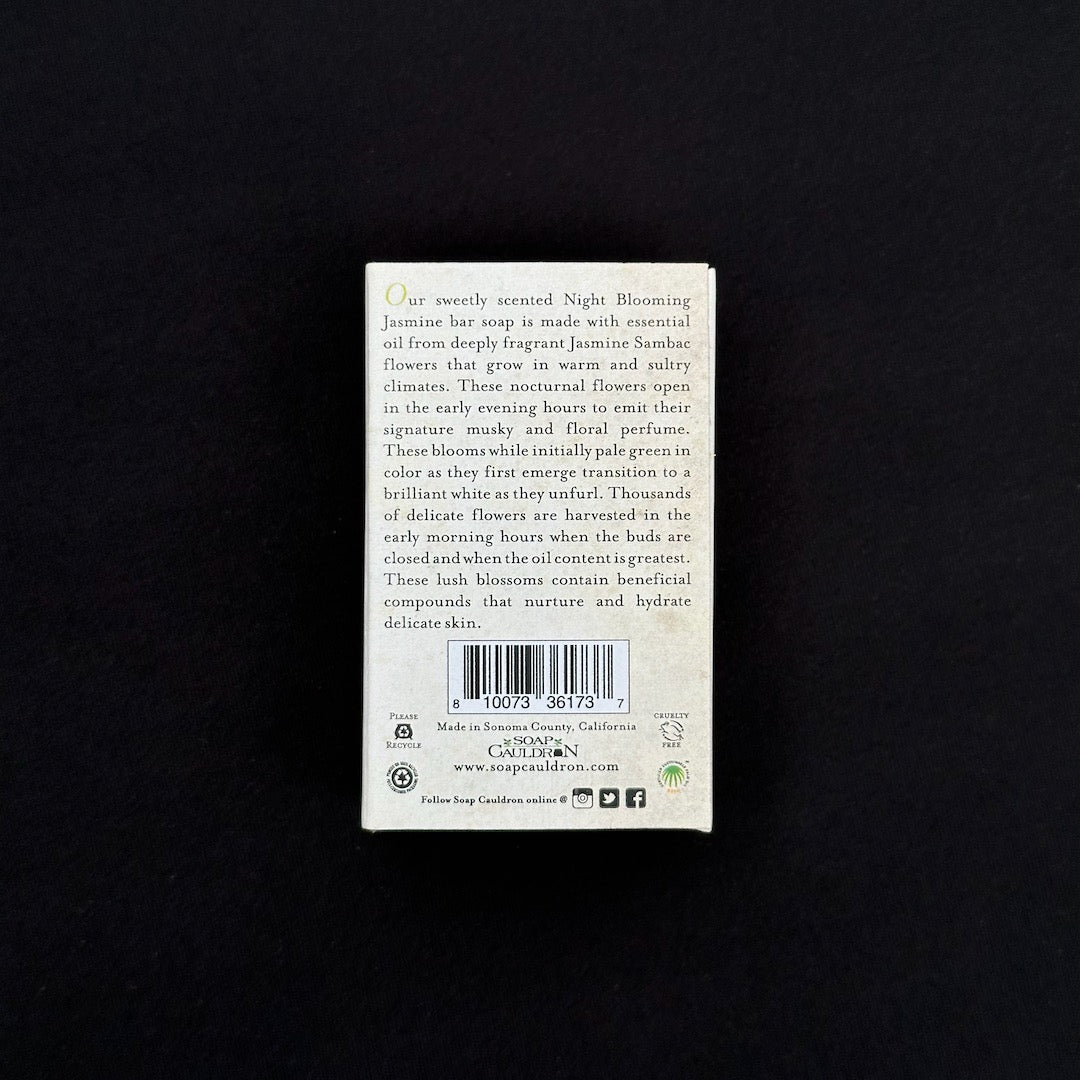 Our sweetly scented Night Blooming
Jasmine bar soap is made with essential
oil from deeply fragrant Jasmine Sambac
flowers that grow in warm and sultry
climates. These nocturnal flowers open
in the early evening hours to emit their
signature musky and floral perfume.
These blooms while initially pale green in
color as they first emerge transition to a
brilliant white as they unfurl. Thousands
of delicate flowers are harvested in the
early morning hours when the buds are
closed and when the oil content is greatest.
These lush blossoms contain beneficial
compounds that nurture and hydrate
delicate skin.
8 10073 36173 7
PLEASE
RECYCLE
Made in Sonoma County, California
SOAP
CAULDRON
www.soapcauldron.com
CRUELTY
FREE
Follow Soap Cauldron online @